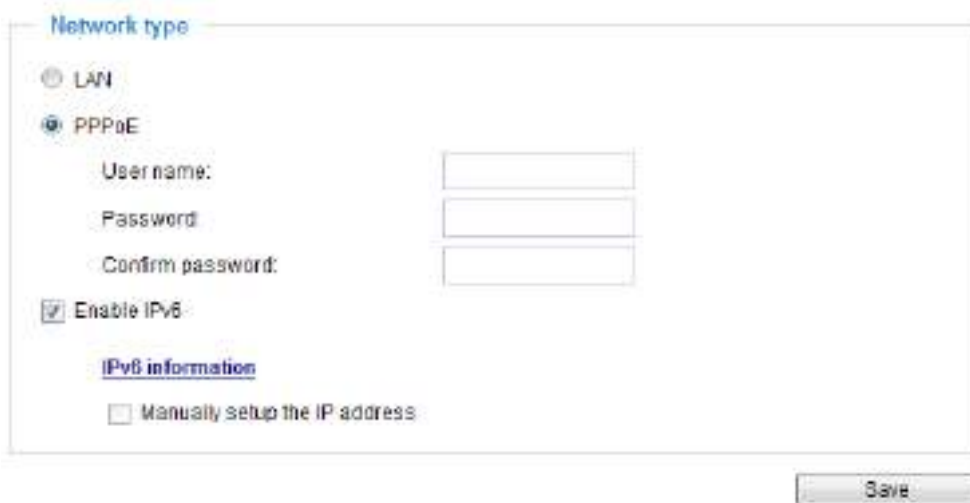 Network type
LAN
PPPoE
User name:
Password
Confirm password:
Enable IPv6
IPv6 information
Manually setup the IP address
Save